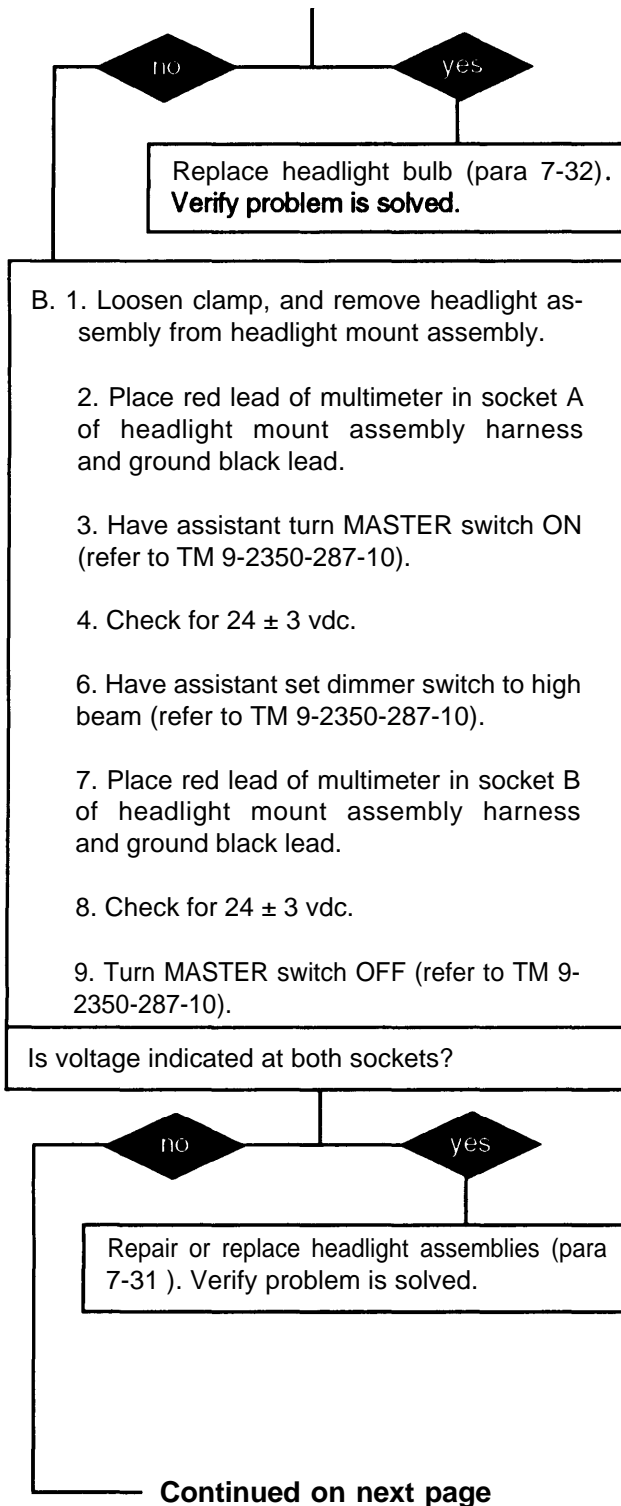 no
yes
Replace headlight bulb (para 7-32).
Verify problem is solved.
B. 1. Loosen clamp, and remove headlight as-
sembly from headlight mount assembly.
2. Place red lead of multimeter in socket A
of headlight mount assembly harness
and ground black lead.
3. Have assistant turn MASTER switch ON
(refer to TM 9-2350-287-10).
4. Check for 24 ± 3 vdc.
6. Have assistant set dimmer switch to high
beam (refer to TM 9-2350-287-10).
7. Place red lead of multimeter in socket B
of headlight mount assembly harness
and ground black lead.
8. Check for 24 ± 3 vdc.
9. Turn MASTER switch OFF (refer to TM 9-
2350-287-10).
Is voltage indicated at both sockets?
no
yes
Repair or replace headlight assemblies (para
7-31 ). Verify problem is solved.
Continued on next page